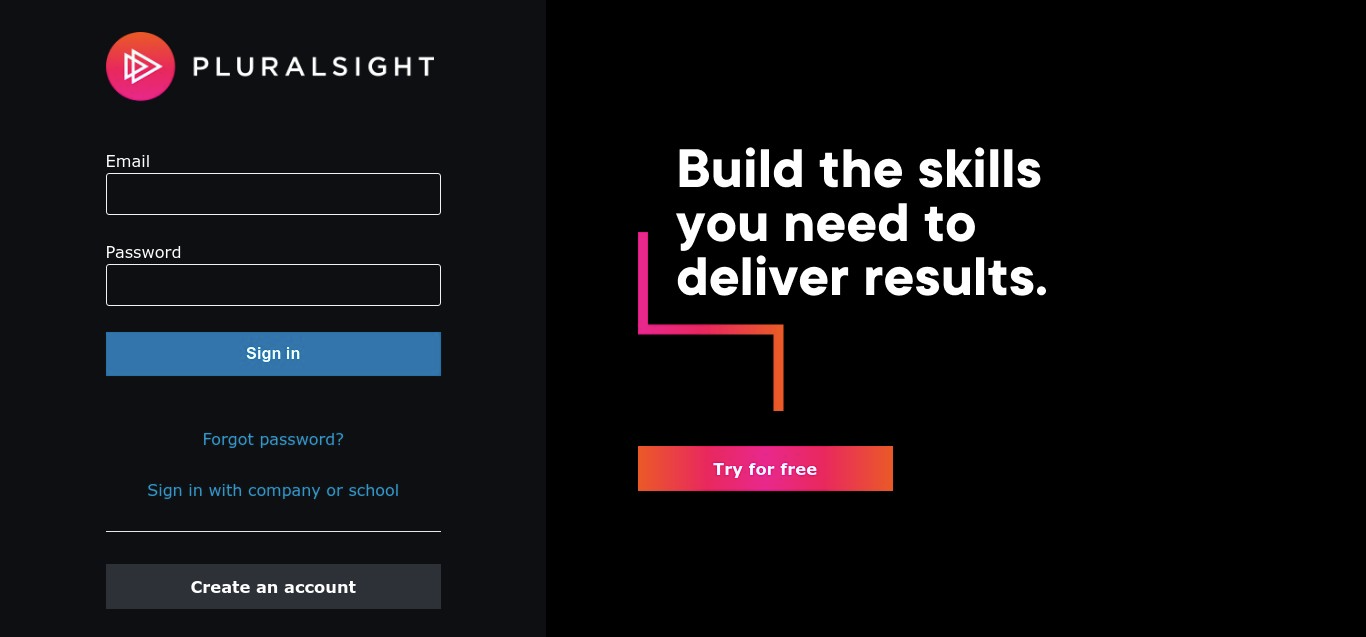 PLURALSIGHT
Email
Password
Sign in
Forgot password?
Sign in with company or school
Create an account
Build the skills
you need to
deliver results.
Try for free